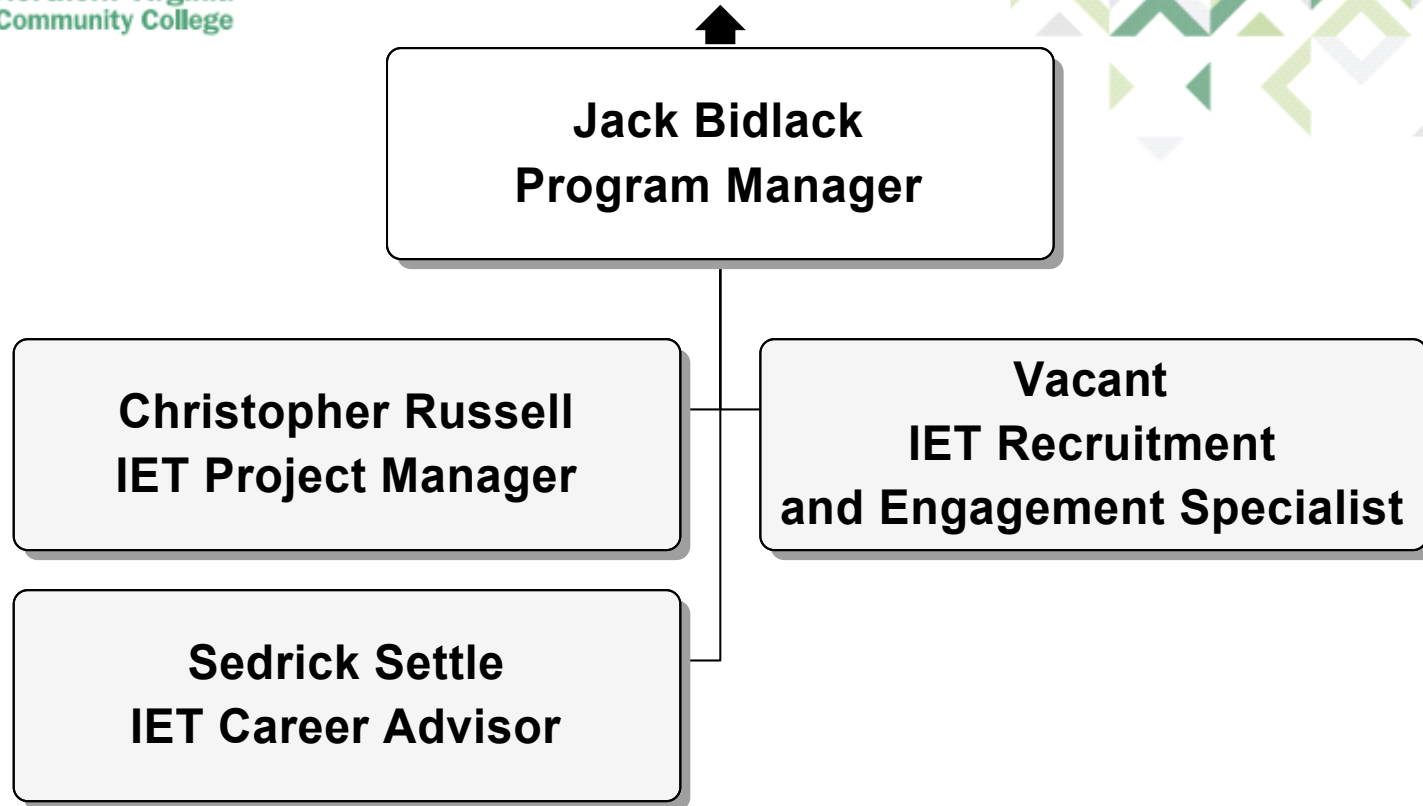 Community College
Jack Bidlack
Program Manager
Christopher Russell
IET Project Manager
Vacant
IET Recruitment
and Engagement Specialist
Sedrick Settle
IET Career Advisor